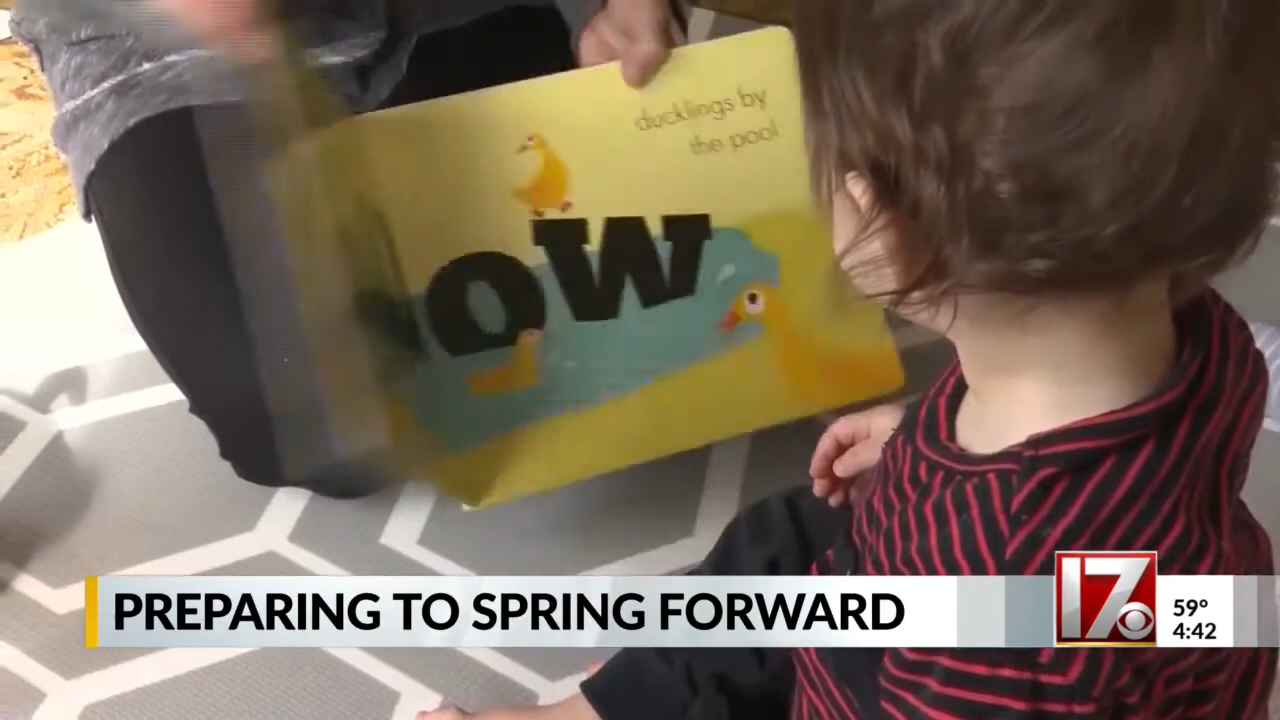 ducklings by
the pool
ow
PREPARING TO SPRING FORWARD
17
59°
4:42